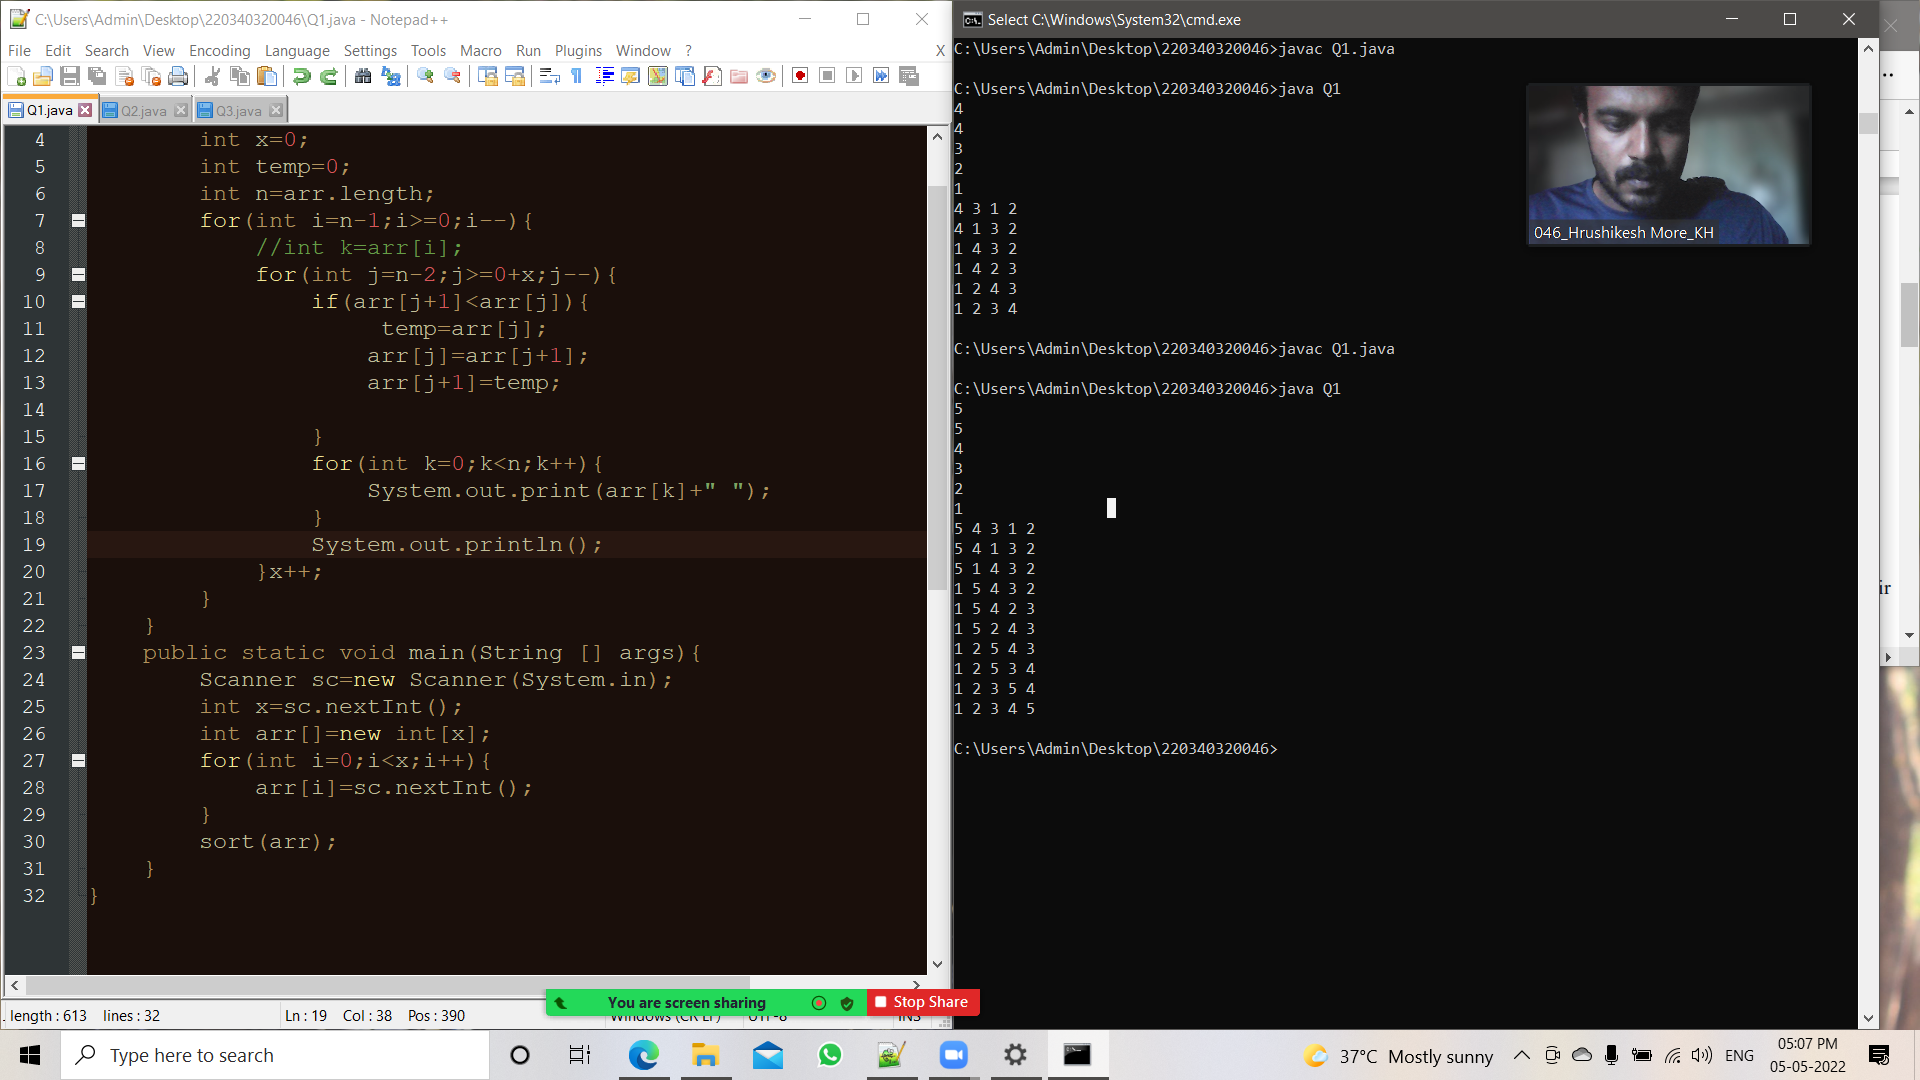 C:\Users\Admin\Desktop\220340320046\Q1.java - Notepad++
File Edit Search View Encoding Language Settings Tools Macro Run Plugins Window ? X
Q1.java Q2.java Q3.java
4 int x=0;
5 int temp=0;
6 int n=arr.length;
7 for(int i=n-1;i>=0;i--){
8 //int k=arr[i];
9 for(int j=n-2;j>=0+x;j--){
10 if(arr[j+1]<arr[j]){
11 temp=arr[j];
12 arr[j]=arr[j+1];
13 arr[j+1]=temp;
14
15 }
16 for(int k=0;k<n;k++){
17 System.out.print(arr[k]+" ");
18 }
19 System.out.println();
20 }x++;
21 }
22 }
23 public static void main(String [] args){
24 Scanner sc=new Scanner(System.in);
25 int x=sc.nextInt();
26 int arr[]=new int[x];
27 for(int i=0;i<x;i++){
28 arr[i]=sc.nextInt();
29 }
30 sort(arr);
31 }
32 }
length : 613 lines : 32 Ln : 19 Col : 38 Pos : 390 Windows (CR LF) UTF-8 INS
You are screen sharing Stop Share
Select C:\Windows\System32\cmd.exe
C:\Users\Admin\Desktop\220340320046>javac Q1.java
C:\Users\Admin\Desktop\220340320046>java Q1
4
4
3
2
1
4 3 1 2
4 1 3 2
1 4 3 2
1 4 2 3
1 2 4 3
1 2 3 4
C:\Users\Admin\Desktop\220340320046>javac Q1.java
C:\Users\Admin\Desktop\220340320046>java Q1
5
5
4
3
2
1
5 4 3 1 2
5 4 1 3 2
5 1 4 3 2
1 5 4 3 2
1 5 4 2 3
1 5 2 4 3
1 2 5 4 3
1 2 5 3 4
1 2 3 5 4
1 2 3 4 5
C:\Users\Admin\Desktop\220340320046>
046_Hrushikesh More_KH
ir
Type here to search
37°C Mostly sunny
ENG
05:07 PM
05-05-2022